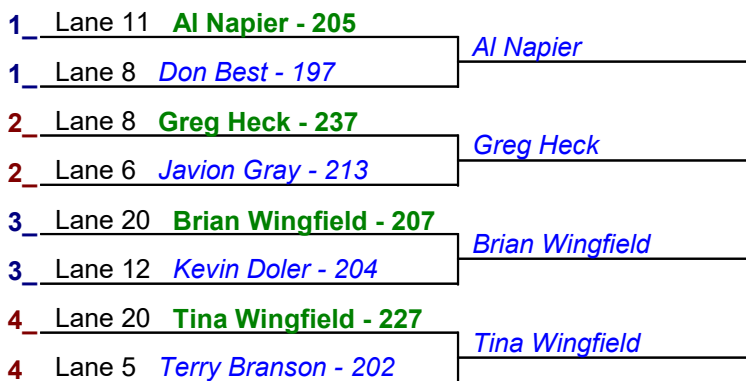 1_ Lane 11 Al Napier - 205
Al Napier
1_ Lane 8 Don Best - 197
2_ Lane 8 Greg Heck - 237
Greg Heck
2_ Lane 6 Javion Gray - 213
3_ Lane 20 Brian Wingfield - 207
Brian Wingfield
3_ Lane 12 Kevin Doler - 204
4_ Lane 20 Tina Wingfield - 227
Tina Wingfield
4 Lane 5 Terry Branson - 202